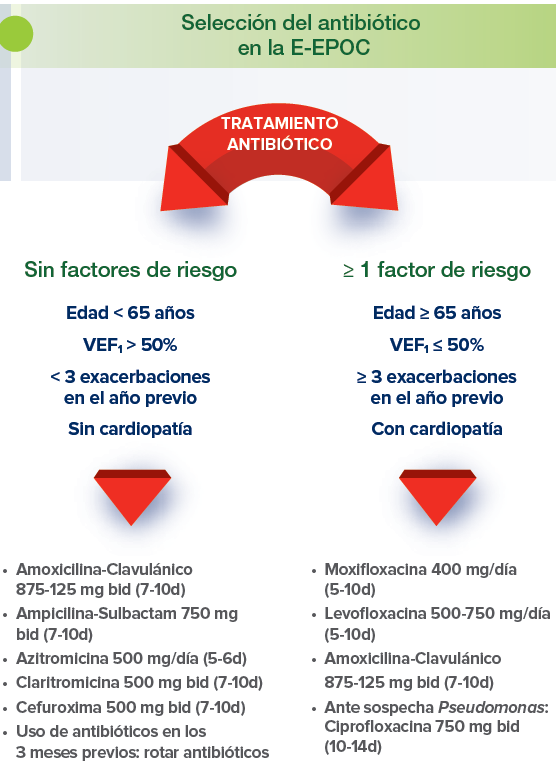 Selección del antibiótico
en la E-EPOC
TRATAMIENTO
ANTIBIÓTICO
Sin factores de riesgo
Edad < 65 años
VEF₁ > 50%
< 3 exacerbaciones
en el año previo
Sin cardiopatía
• Amoxicilina-Clavulánico
875-125 mg bid (7-10d)
• Ampicilina-Sulbactam 750 mg
bid (7-10d)
• Azitromicina 500 mg/día (5-6d)
• Claritromicina 500 mg bid (7-10d)
• Cefuroxima 500 mg bid (7-10d)
• Uso de antibióticos en los
3 meses previos: rotar antibióticos
≥ 1 factor de riesgo
Edad ≥ 65 años
VEF₁ ≤ 50%
≥ 3 exacerbaciones
en el año previo
Con cardiopatía
• Moxifloxacina 400 mg/día
(5-10d)
• Levofloxacina 500-750 mg/día
(5-10d)
• Amoxicilina-Clavulánico
875-125 mg bid (7-10d)
• Ante sospecha Pseudomonas:
Ciprofloxacina 750 mg bid
(10-14d)